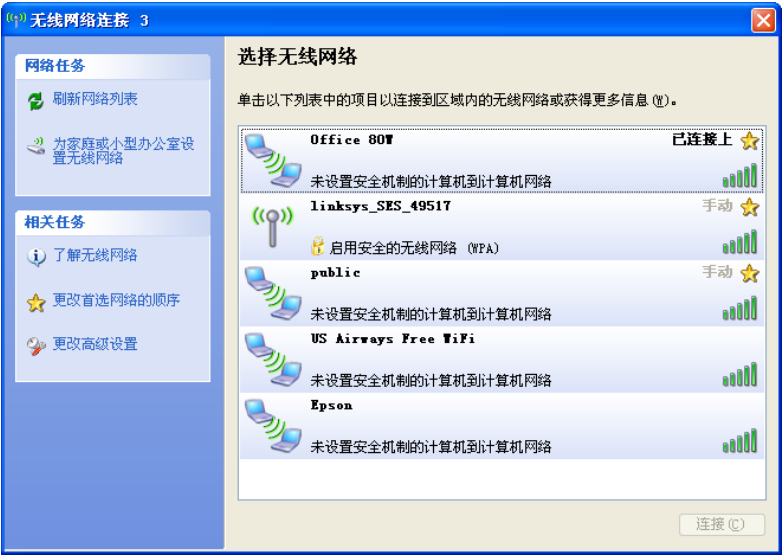 无线网络连接 3
网络任务
刷新网络列表
为家庭或小型办公室设
置无线网络
相关任务
了解无线网络
更改首选网络的顺序
更改高级设置
选择无线网络
单击以下列表中的项目以连接到区域内的无线网络或获得更多信息(W)。
Office 80W 已连接上
未设置安全机制的计算机到计算机网络
linksys_SES_49517 手动
启用安全的无线网络 (WPA)
public 手动
未设置安全机制的计算机到计算机网络
US Airways Free WiFi
未设置安全机制的计算机到计算机网络
Epson
未设置安全机制的计算机到计算机网络
连接(C)